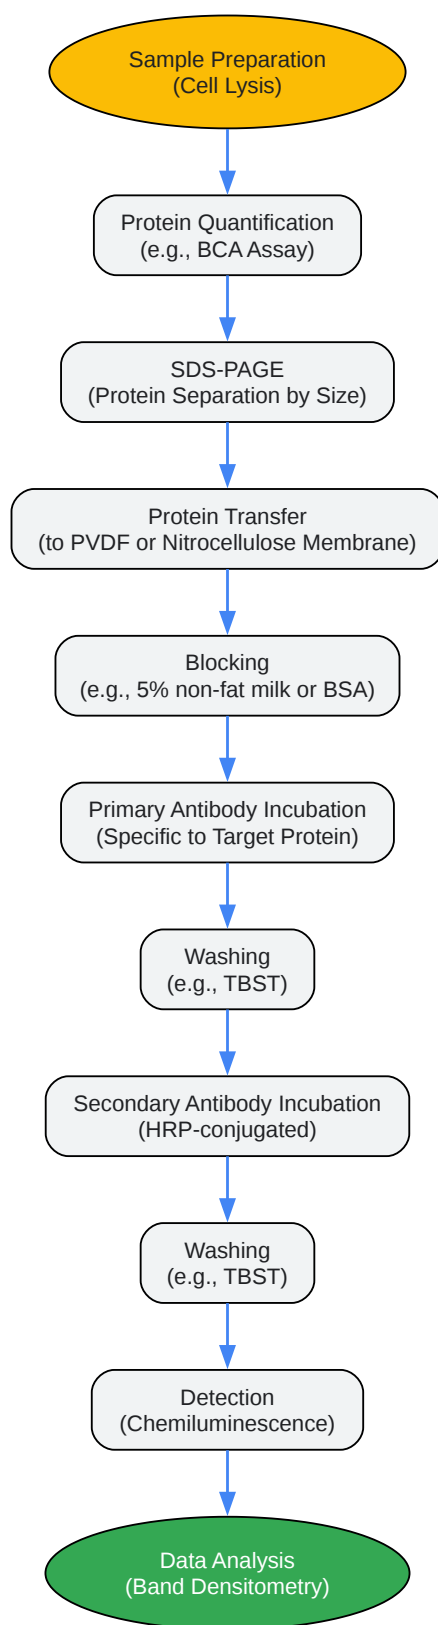 Sample Preparation
(Cell Lysis)
Protein Quantification
(e.g., BCA Assay)
SDS-PAGE
(Protein Separation by Size)
Protein Transfer
(to PVDF or Nitrocellulose Membrane)
Blocking
(e.g., 5% non-fat milk or BSA)
Primary Antibody Incubation
(Specific to Target Protein)
Washing
(e.g., TBST)
Secondary Antibody Incubation
(HRP-conjugated)
Washing
(e.g., TBST)
Detection
(Chemiluminescence)
Data Analysis
(Band Densitometry)